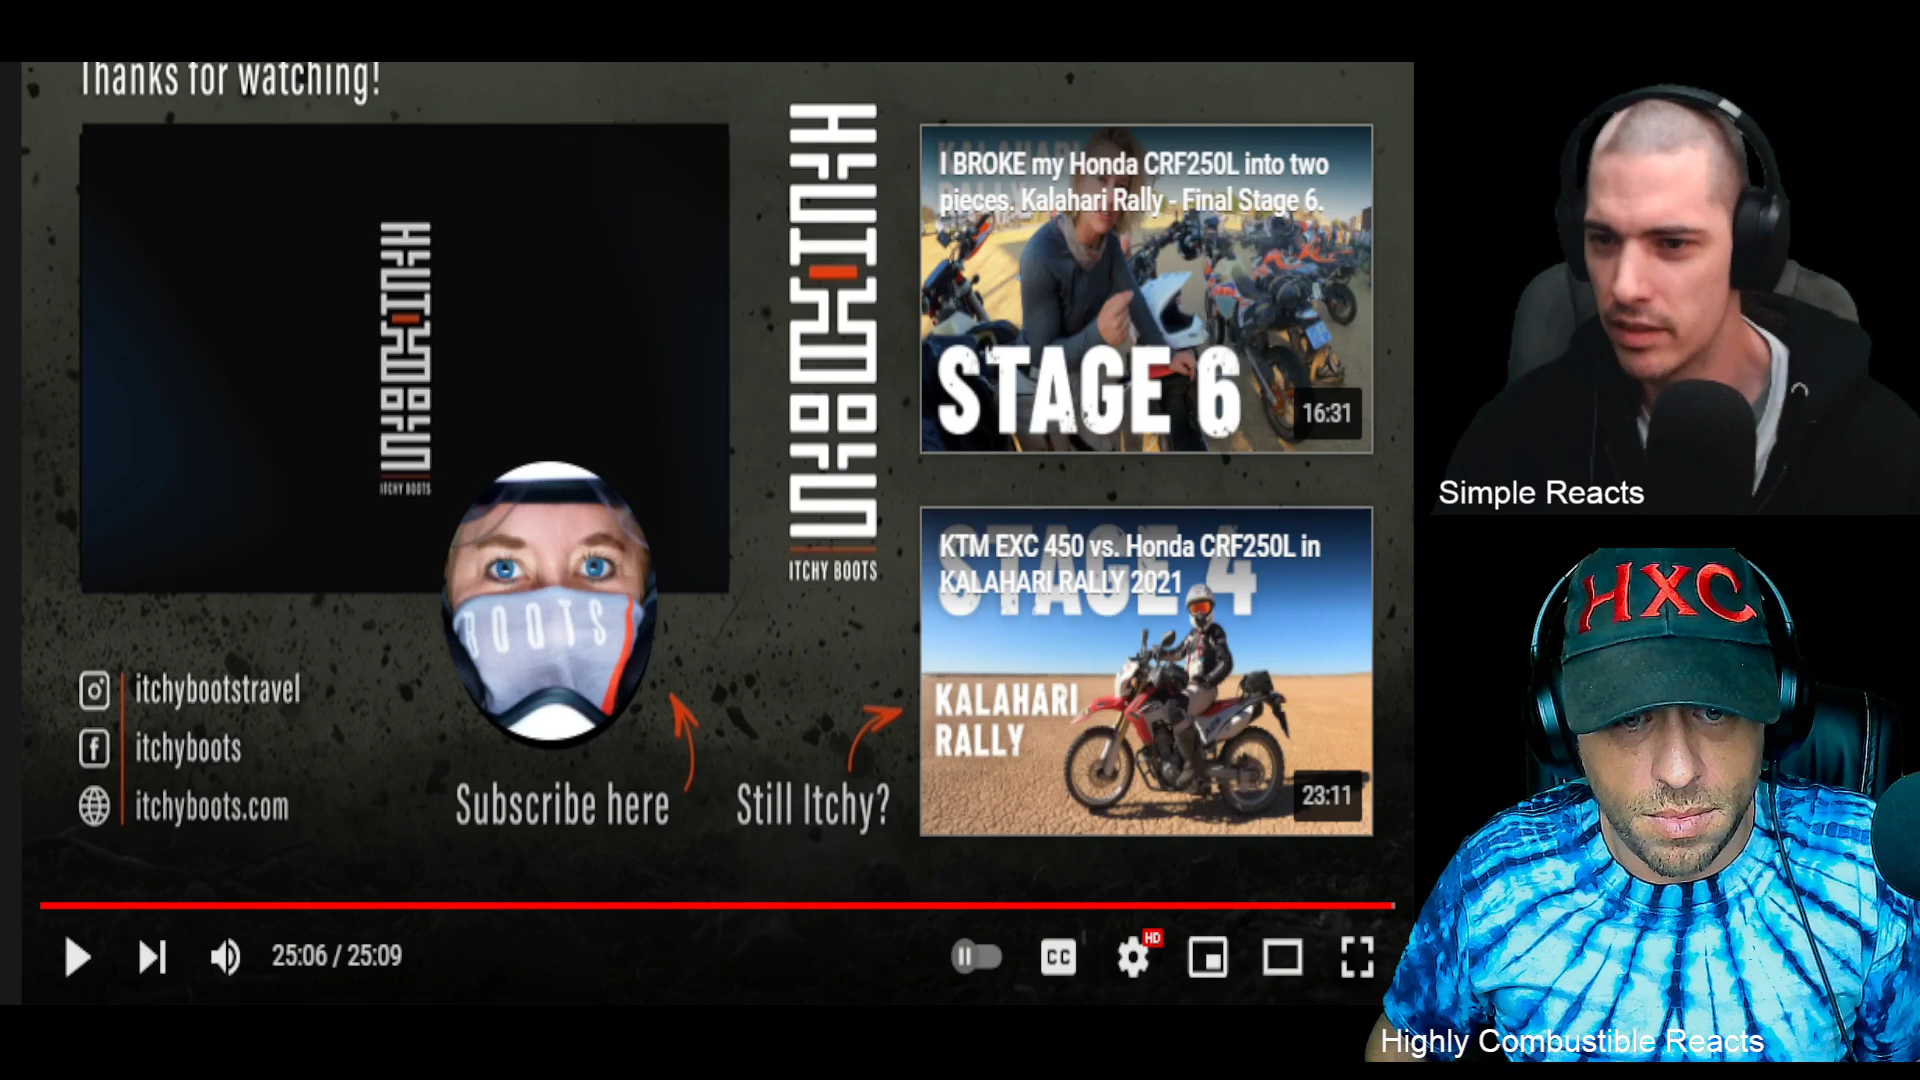 Thanks for watching!
ITCHY BOOTS
ITCHY BOOTS
I BROKE my Honda CRF250L into two
pieces. Kalahari Rally - Final Stage 6.
STAGE 6
16:31
KTM EXC 450 vs. Honda CRF250L in
KALAHARI RALLY 2021
STAGE 4
KALAHARI
RALLY
23:11
BOOTS
itchybootstravel
itchyboots
itchyboots.com
Subscribe here
Still Itchy?
25:06 / 25:09
CC
HD
Simple Reacts
HXC
Highly Combustible Reacts